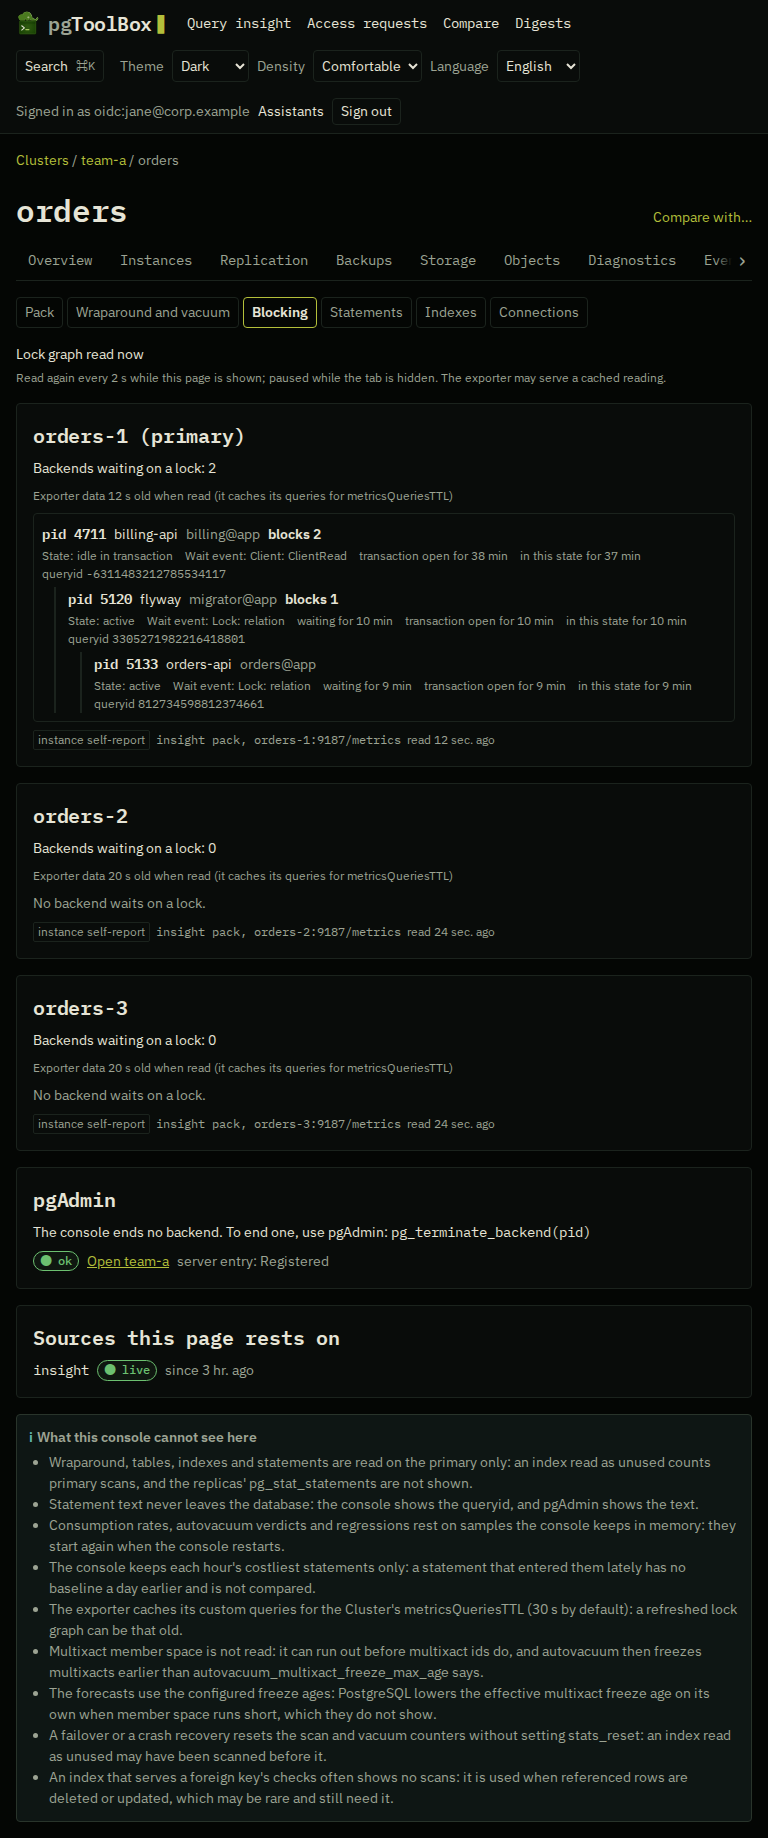 pgToolBox Query insight Access requests Compare Digests
Search ⌘K Theme Dark Density Comfortable Language English
Signed in as oidc:jane@corp.example Assistants Sign out
Clusters / team-a / orders
orders
Compare with...
Overview Instances Replication Backups Storage Objects Diagnostics
Pack Wraparound and vacuum Blocking Statements Indexes Connections
Lock graph read now
Read again every 2 s while this page is shown; paused while the tab is hidden. The exporter may serve a cached reading.
orders-1 (primary)
Backends waiting on a lock: 2
Exporter data 12 s old when read (it caches its queries for metricsQueriesTTL)
pid 4711 billing-api billing@app blocks 2
State: idle in transaction Wait event: Client: ClientRead transaction open for 38 min in this state for 37 min
queryid -6311483212785534117
pid 5120 flyway migrator@app blocks 1
State: active Wait event: Lock: relation waiting for 10 min transaction open for 10 min in this state for 10 min
queryid 3305271982216418801
pid 5133 orders-api orders@app
State: active Wait event: Lock: relation waiting for 9 min transaction open for 9 min in this state for 9 min
queryid 812734598812374661
instance self-report insight pack, orders-1:9187/metrics read 12 sec. ago
orders-2
Backends waiting on a lock: 0
Exporter data 20 s old when read (it caches its queries for metricsQueriesTTL)
No backend waits on a lock.
instance self-report insight pack, orders-2:9187/metrics read 24 sec. ago
orders-3
Backends waiting on a lock: 0
Exporter data 20 s old when read (it caches its queries for metricsQueriesTTL)
No backend waits on a lock.
instance self-report insight pack, orders-3:9187/metrics read 24 sec. ago
pgAdmin
The console ends no backend. To end one, use pgAdmin: pg_terminate_backend(pid)
ok Open team-a server entry: Registered
Sources this page rests on
insight live since 3 hr. ago
i What this console cannot see here
• Wraparound, tables, indexes and statements are read on the primary only: an index read as unused counts
primary scans, and the replicas' pg_stat_statements are not shown.
• Statement text never leaves the database: the console shows the queryid, and pgAdmin shows the text.
• Consumption rates, autovacuum verdicts and regressions rest on samples the console keeps in memory: they
start again when the console restarts.
• The console keeps each hour's costliest statements only: a statement that entered them lately has no
baseline a day earlier and is not compared.
• The exporter caches its custom queries for the Cluster's metricsQueriesTTL (30 s by default): a refreshed lock
graph can be that old.
• Multixact member space is not read: it can run out before multixact ids do, and autovacuum then freezes
multixacts earlier than autovacuum_multixact_freeze_max_age says.
• The forecasts use the configured freeze ages: PostgreSQL lowers the effective multixact freeze age on its
own when member space runs short, which they do not show.
• A failover or a crash recovery resets the scan and vacuum counters without setting stats_reset: an index read
as unused may have been scanned before it.
• An index that serves a foreign key's checks often shows no scans: it is used when referenced rows are
deleted or updated, which may be rare and still need it.